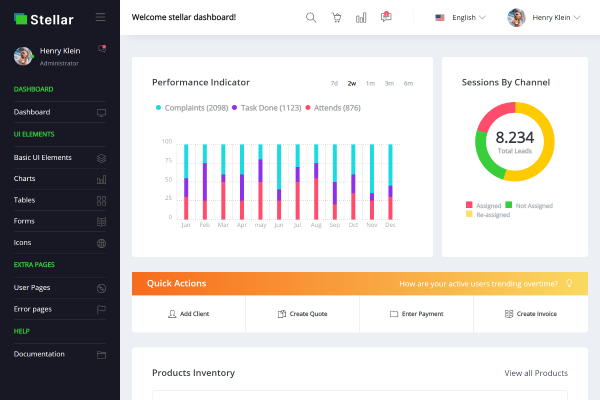 Stellar
Henry Klein
Administrator
DASHBOARD
Dashboard
UI ELEMENTS
Basic UI Elements
Charts
Tables
Forms
Icons
EXTRA PAGES
User Pages
Error pages
HELP
Documentation
Welcome stellar dashboard!
English
Henry Klein
Performance Indicator
7d 2w 1m 3m 6m
Complaints (2098) Task Done (1123) Attends (876)
100
75
50
25
0
Jan Feb Mar Apr may Jun Jul Aug Sep Oct Nov Dec
Sessions By Channel
8.234
Total Leads
Assigned Not Assigned
Re-assigned
Quick Actions
How are your active users trending overtime?
Add Client
Create Quote
Enter Payment
Create Invoice
Products Inventory
View all Products